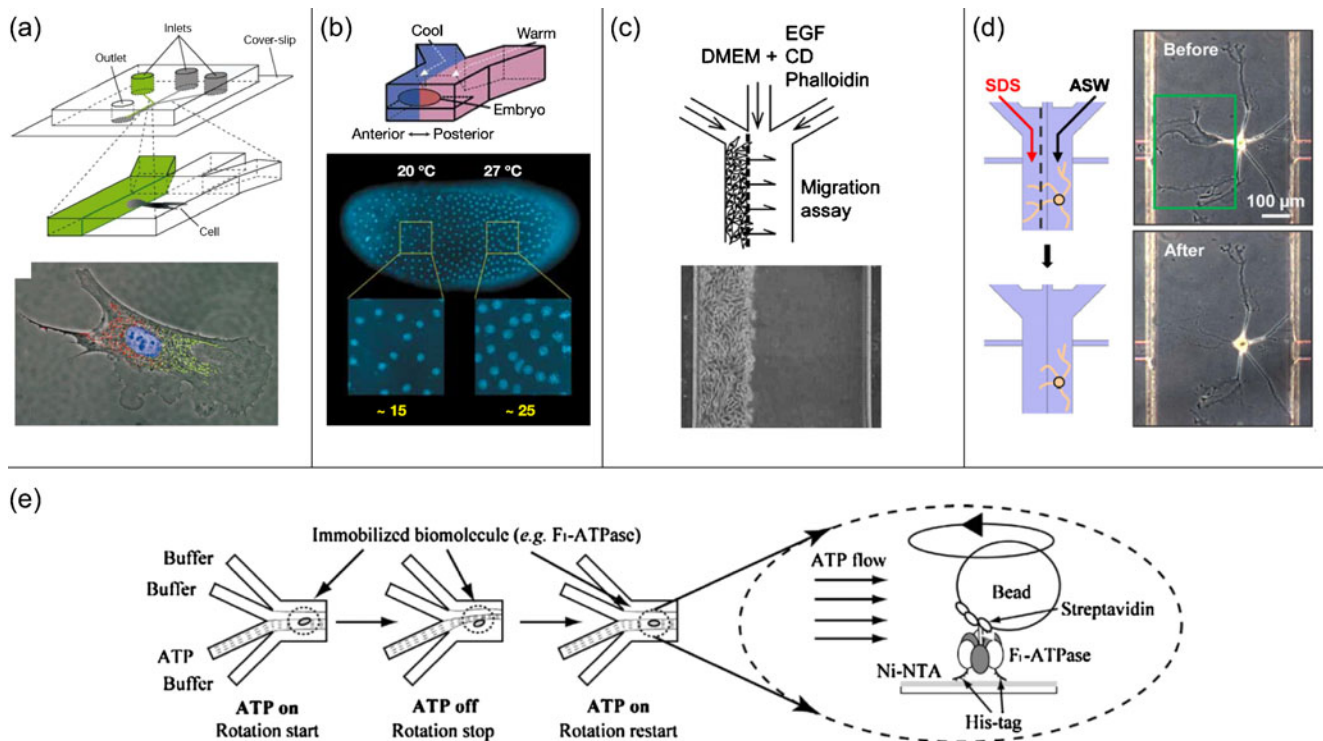 (a)
Inlets
Cover-slip
Outlet
Cell
(b)
Cool
Warm
Embryo
Anterior ↔ Posterior
20 °C
27 °C
~ 15
~ 25
(c)
EGF
DMEM + CD
Phalloidin
Migration
assay
(d)
SDS
ASW
Before
100 µm
After
(e)
Immobilized biomolecule (e.g. F₁-ATPase)
Buffer
Buffer
ATP
Buffer
ATP on
Rotation start
ATP off
Rotation stop
ATP on
Rotation restart
ATP flow
Bead
Streptavidin
F₁-ATPase
Ni-NTA
His-tag